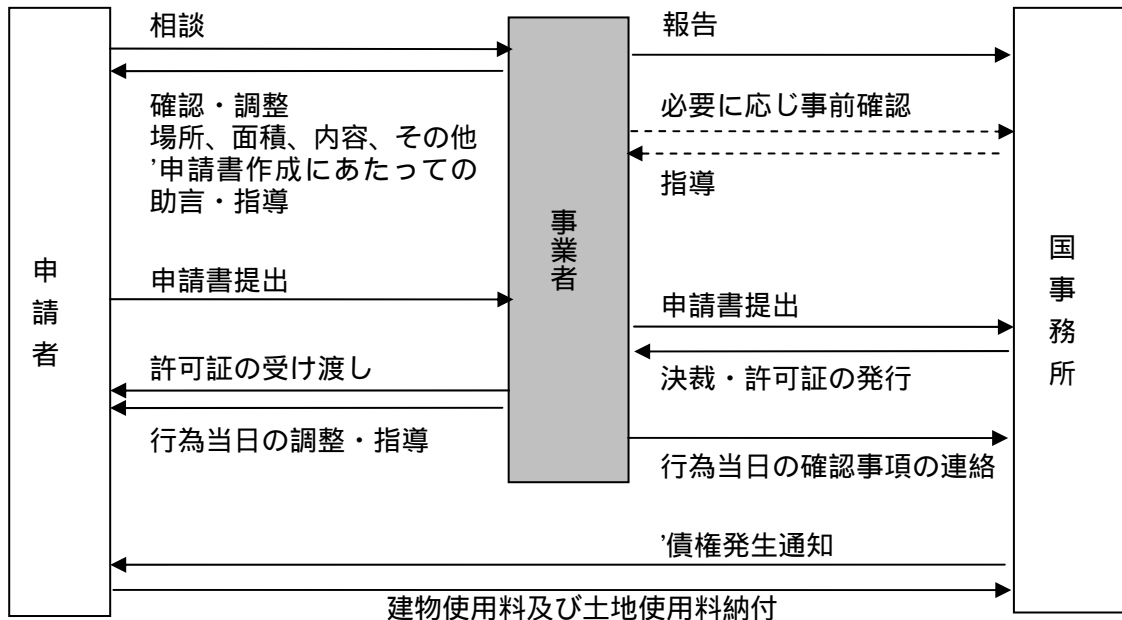 相談
報告
確認・調整
場所、面積、内容、その他
’申請書作成にあたっての
助言・指導
必要に応じ事前確認
指導
申請者
事業者
国事務所
申請書提出
申請書提出
許可証の受け渡し
決裁・許可証の発行
行為当日の調整・指導
行為当日の確認事項の連絡
’債権発生通知
建物使用料及び土地使用料納付